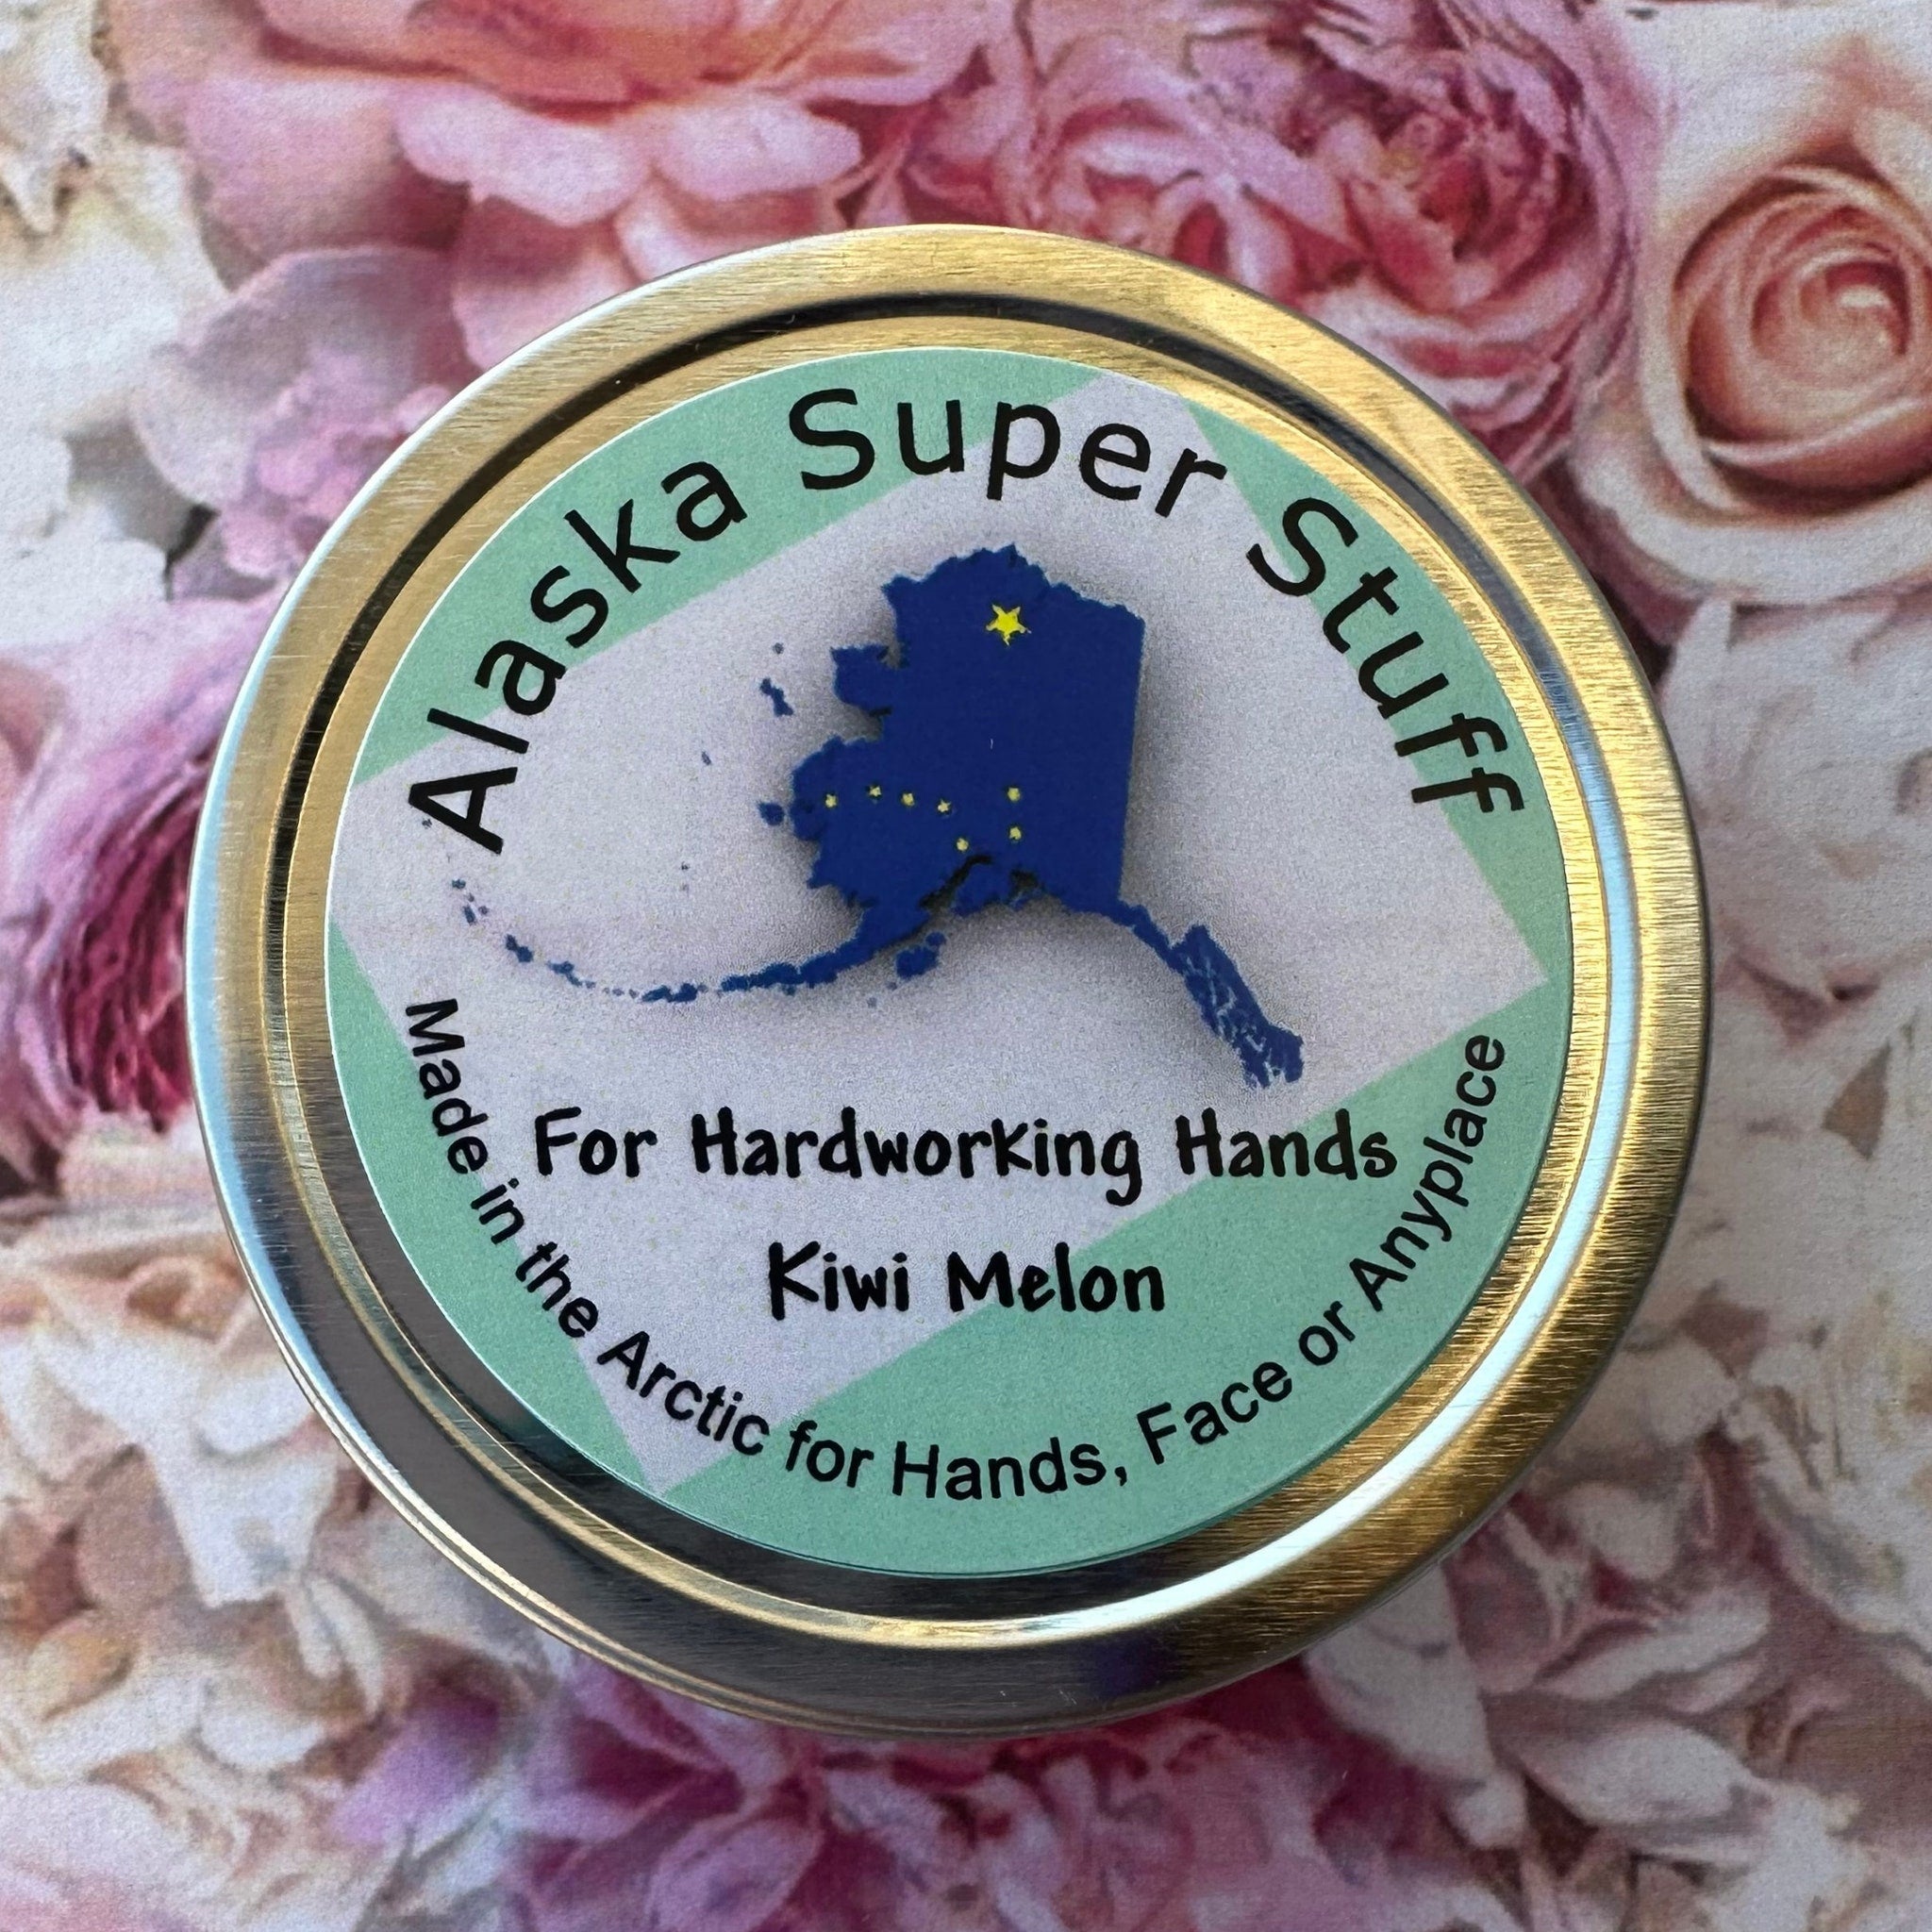 Alaska Super Stuff
For Hardworking Hands
Kiwi Melon
Made in the Arctic for Hands, Face or Anyplace